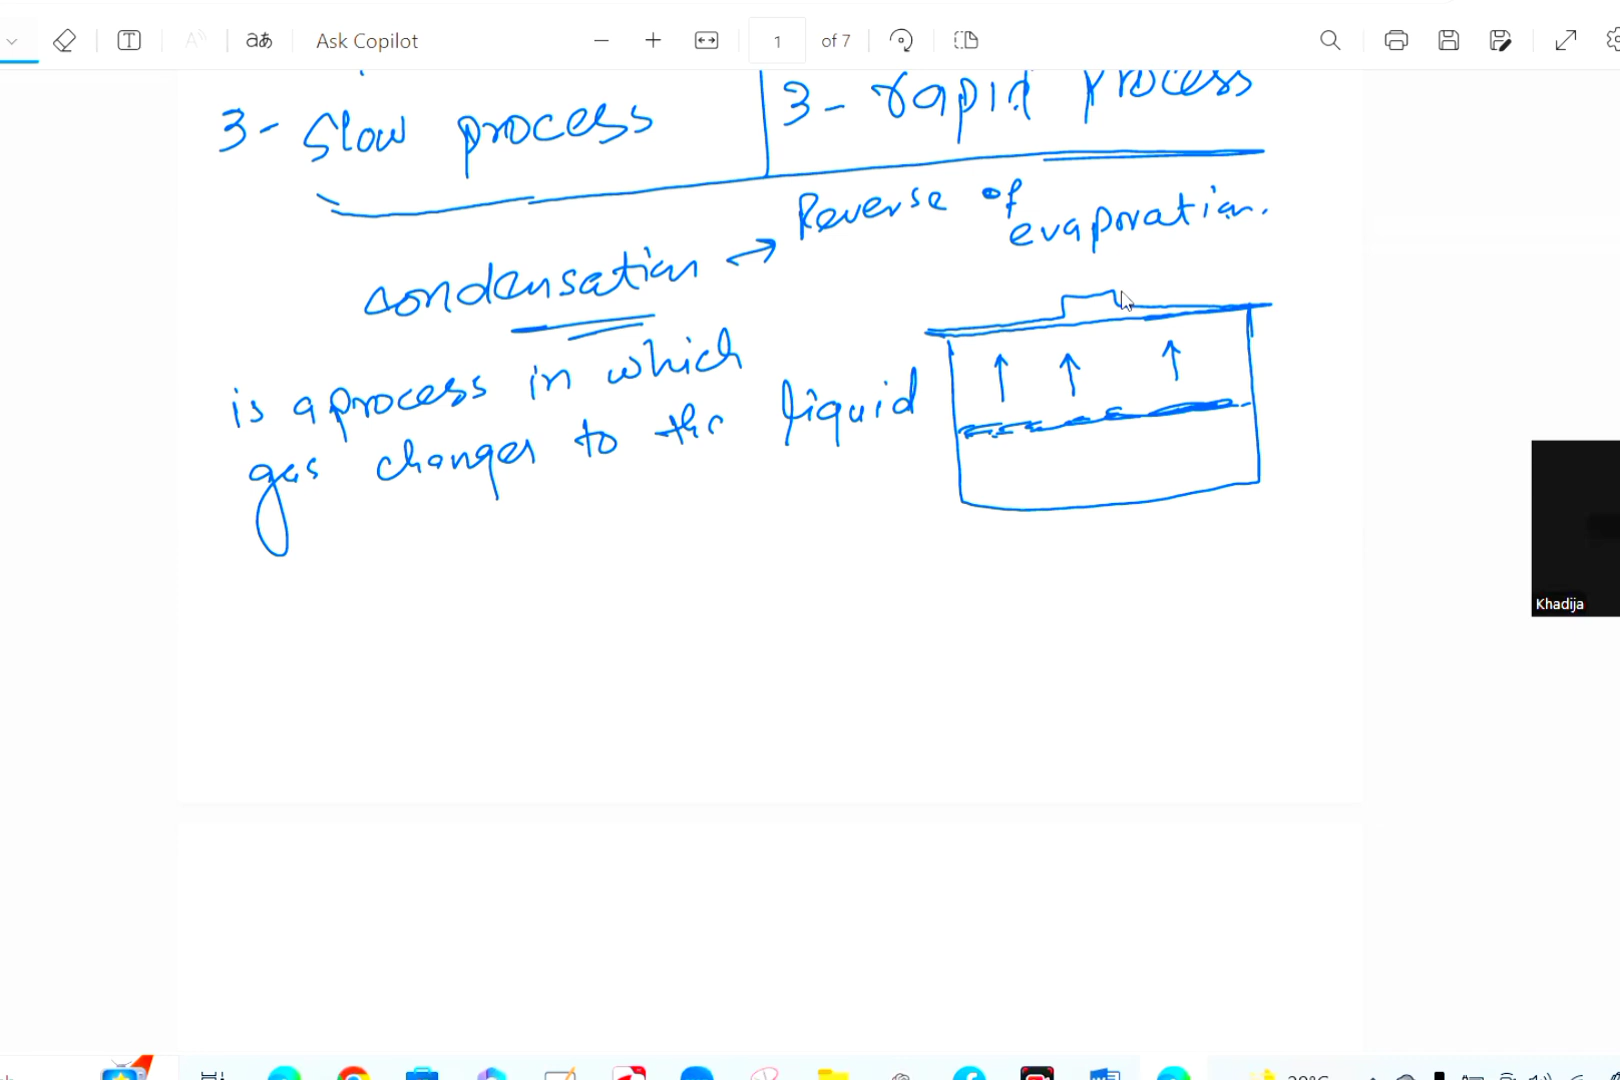 Ask Copilot
1 of 7
3- Slow process
3- rapid process
condensation → Reverse of
evaporation.
is a process in which
gas changes to the liquid
Khadija